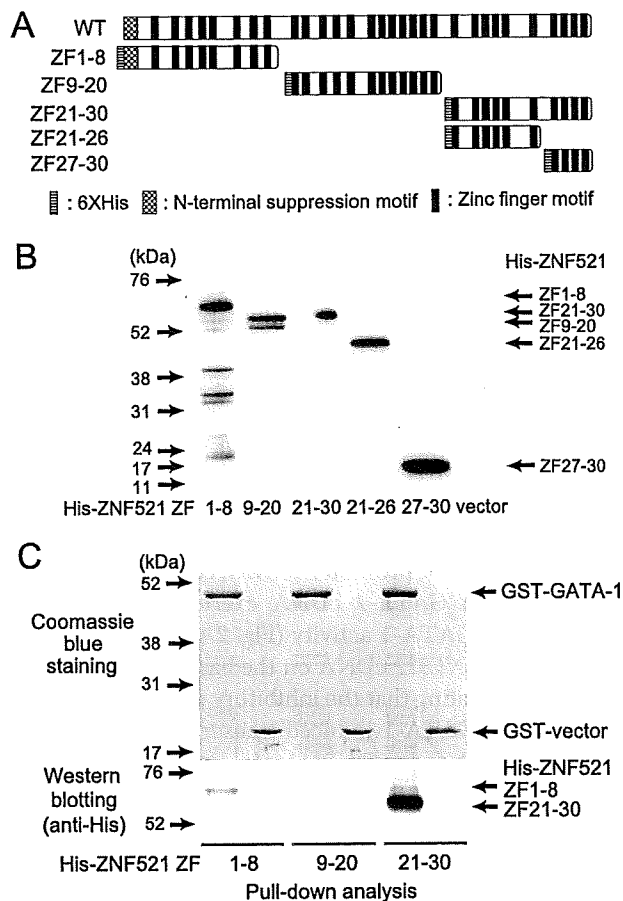 A
WT
ZF1-8
ZF9-20
ZF21-30
ZF21-26
ZF27-30
: 6XHis : N-terminal suppression motif : Zinc finger motif
B
(kDa)
His-ZNF521
76
ZF1-8
ZF21-30
52
ZF9-20
ZF21-26
38
31
24
17
ZF27-30
11
His-ZNF521 ZF 1-8 9-20 21-30 21-26 27-30 vector
C
(kDa)
52
GST-GATA-1
Coomassie
blue
staining
38
31
GST-vector
17
Western
blotting
(anti-His)
76
His-ZNF521
ZF1-8
ZF21-30
52
His-ZNF521 ZF 1-8 9-20 21-30
Pull-down analysis